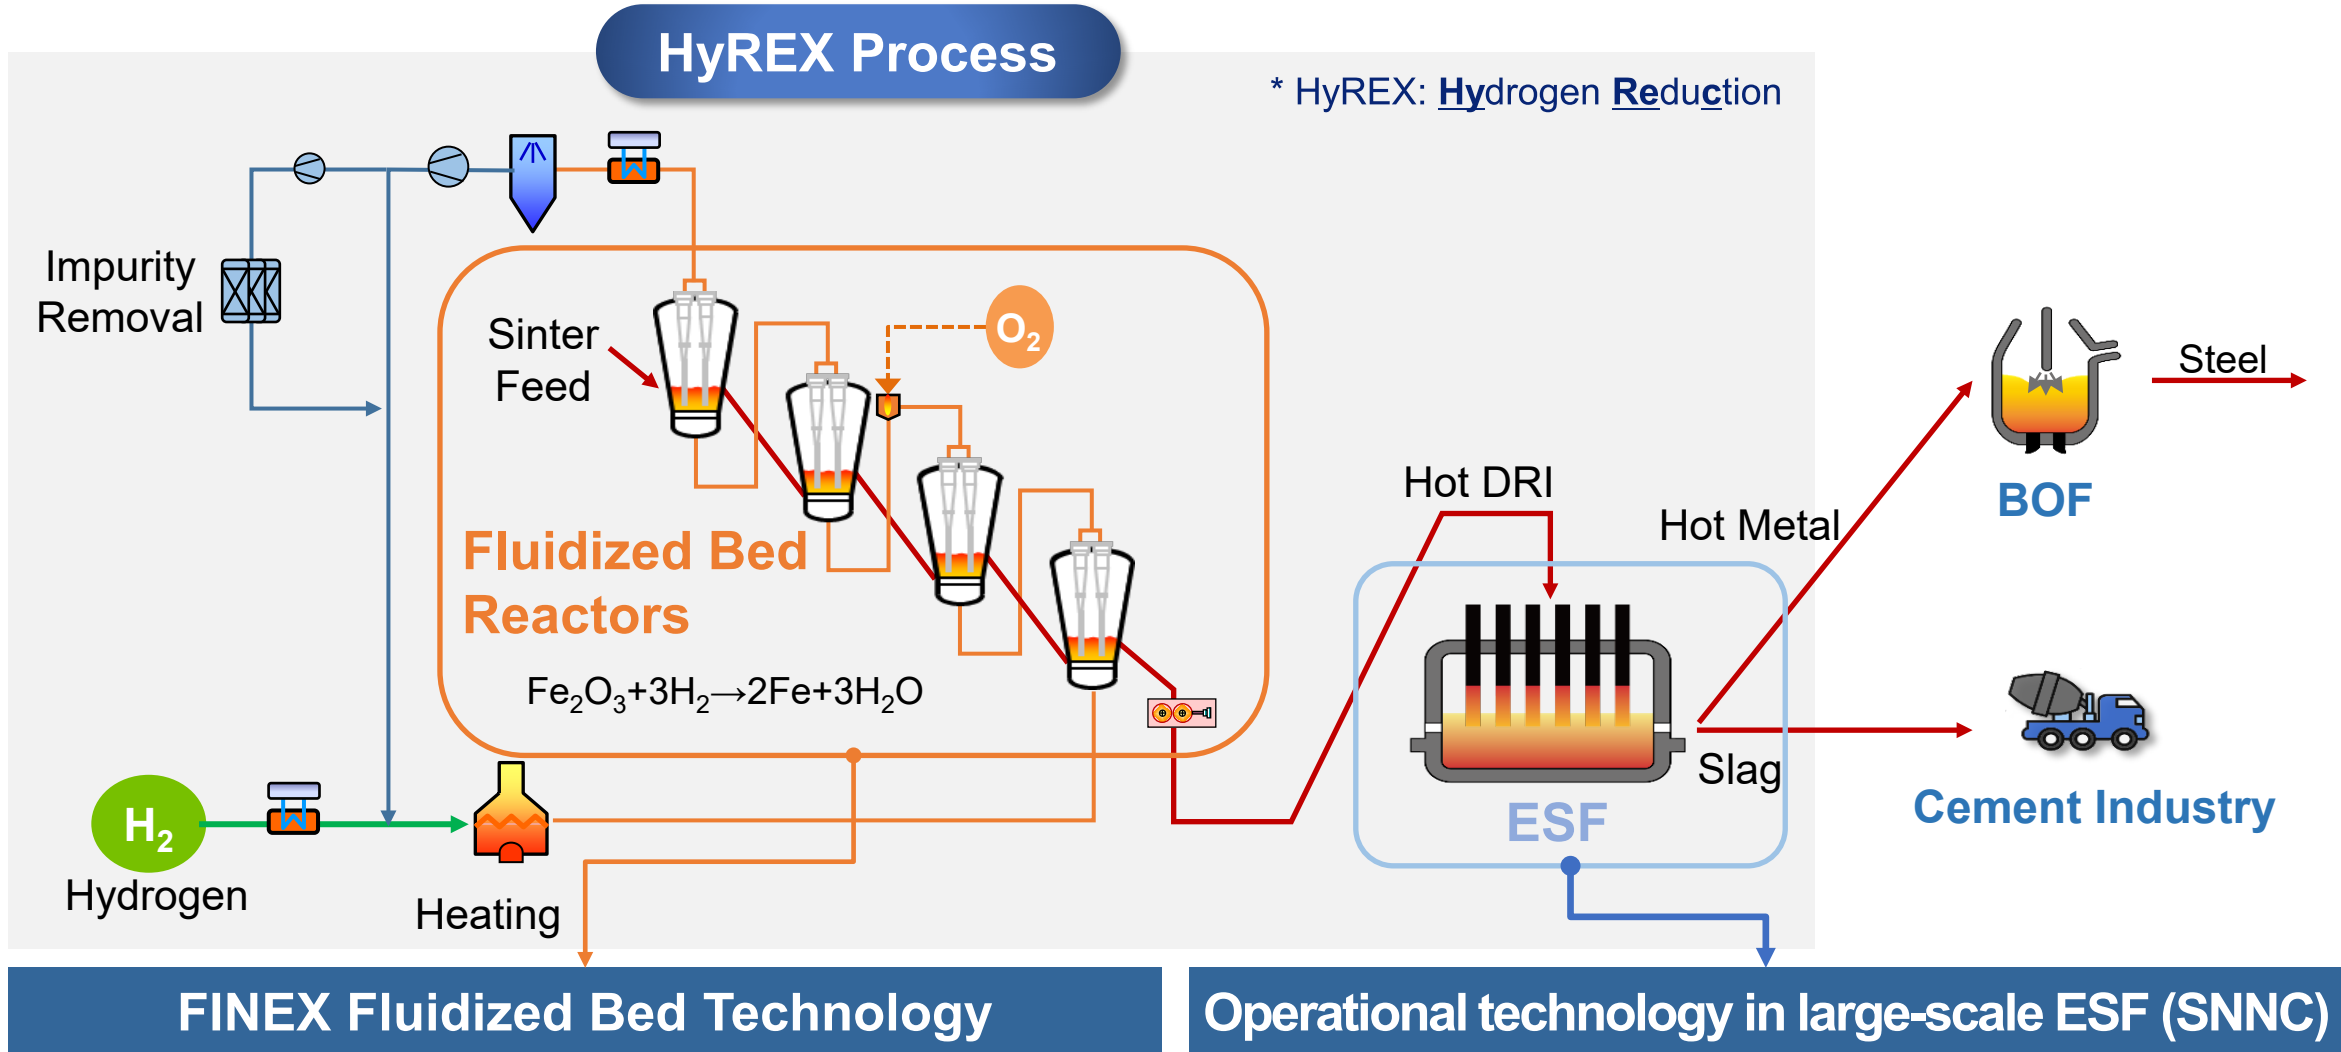 HyREX Process
* HyREX: Hydrogen Reduction
Impurity
Removal
Sinter
Feed
O₂
Fluidized Bed
Reactors
Fe₂O₃+3H₂→2Fe+3H₂O
Hot DRI
Hot Metal
BOF
Steel
ESF
Slag
Cement Industry
H₂
Hydrogen
Heating
FINEX Fluidized Bed Technology
Operational technology in large-scale ESF (SNNC)